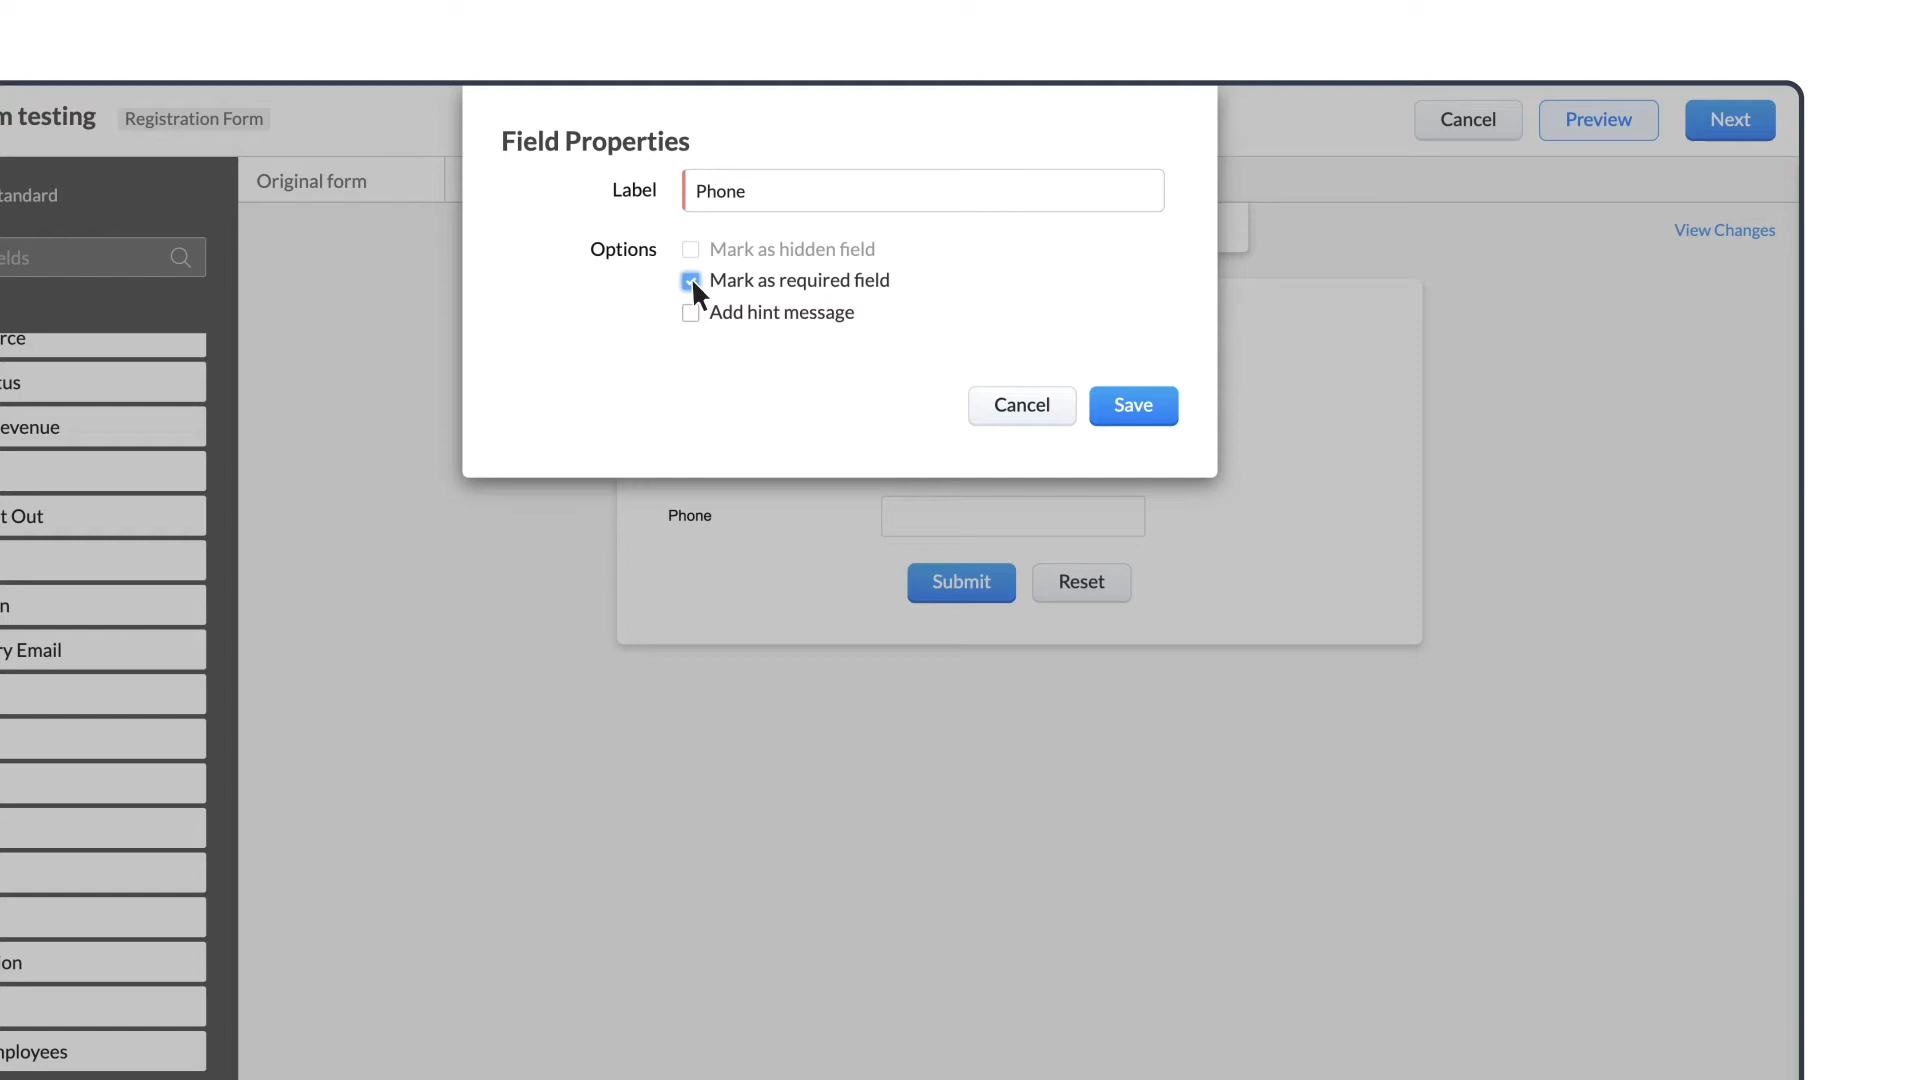 m testing
Registration Form
Cancel
Preview
Next
tandard
Original form
View Changes
elds
rce
tus
evenue
t Out
n
ry Email
ion
nployees
Field Properties
Label
Phone
Options
Mark as hidden field
Mark as required field
Add hint message
Cancel
Save
Phone
Submit
Reset